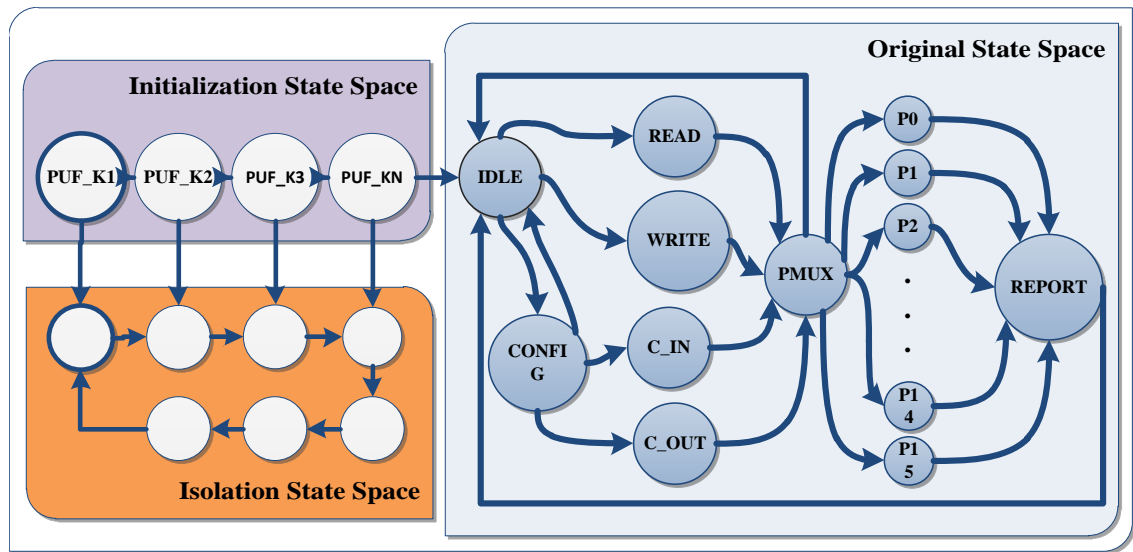 Original State Space
Initialization State Space
PUF_K1
PUF_K2
PUF_K3
PUF_KN
IDLE
READ
WRITE
CONFI
G
C_IN
C_OUT
PMUX
P0
P1
P2
.
.
.
P1
4
P1
5
REPORT
Isolation State Space